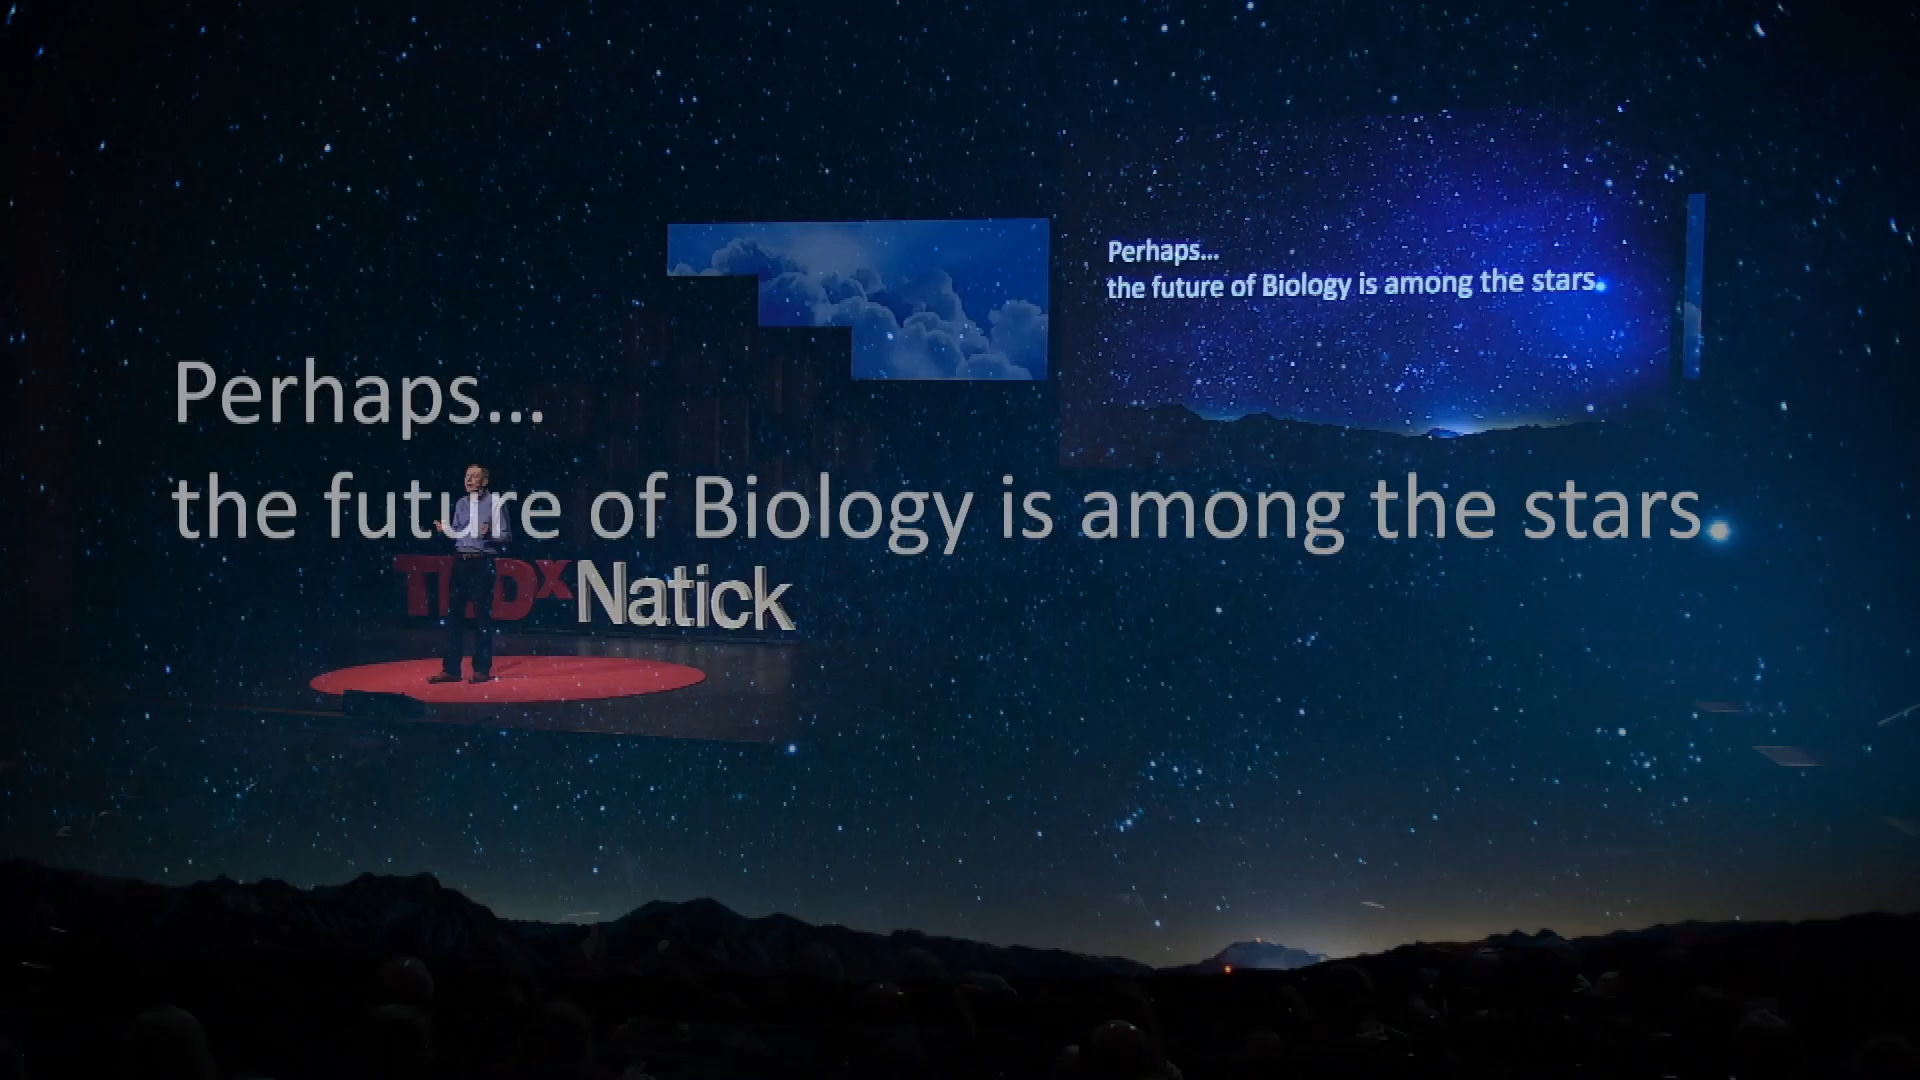 Perhaps...
the future of Biology is among the stars.
Perhaps...
the future of Biology is among the stars.
TEDxNatick